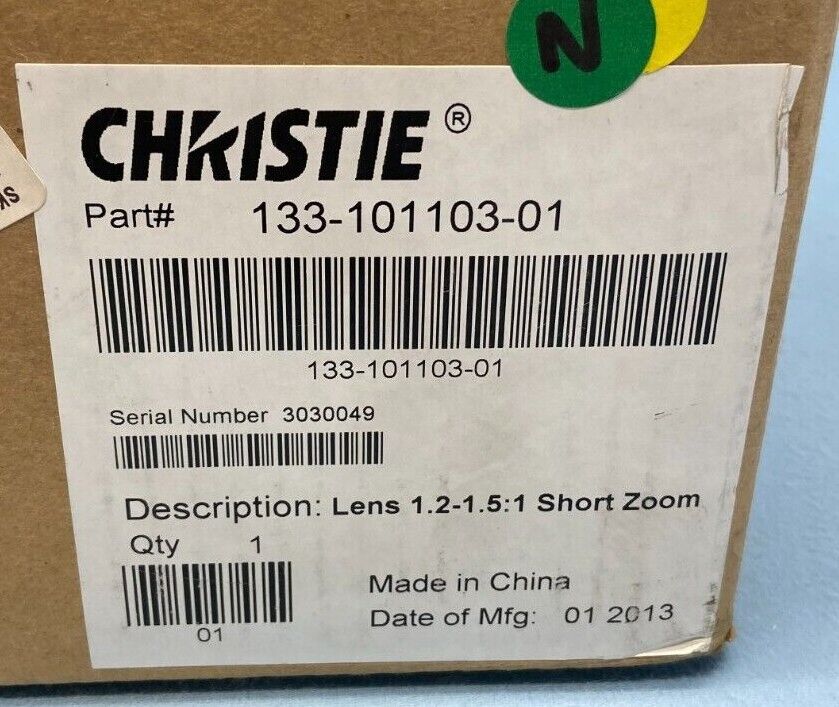 N
CHRISTIE®
Part# 133-101103-01
133-101103-01
Serial Number 3030049
Description: Lens 1.2-1.5:1 Short Zoom
Qty 1
01
Made in China
Date of Mfg: 01 2013